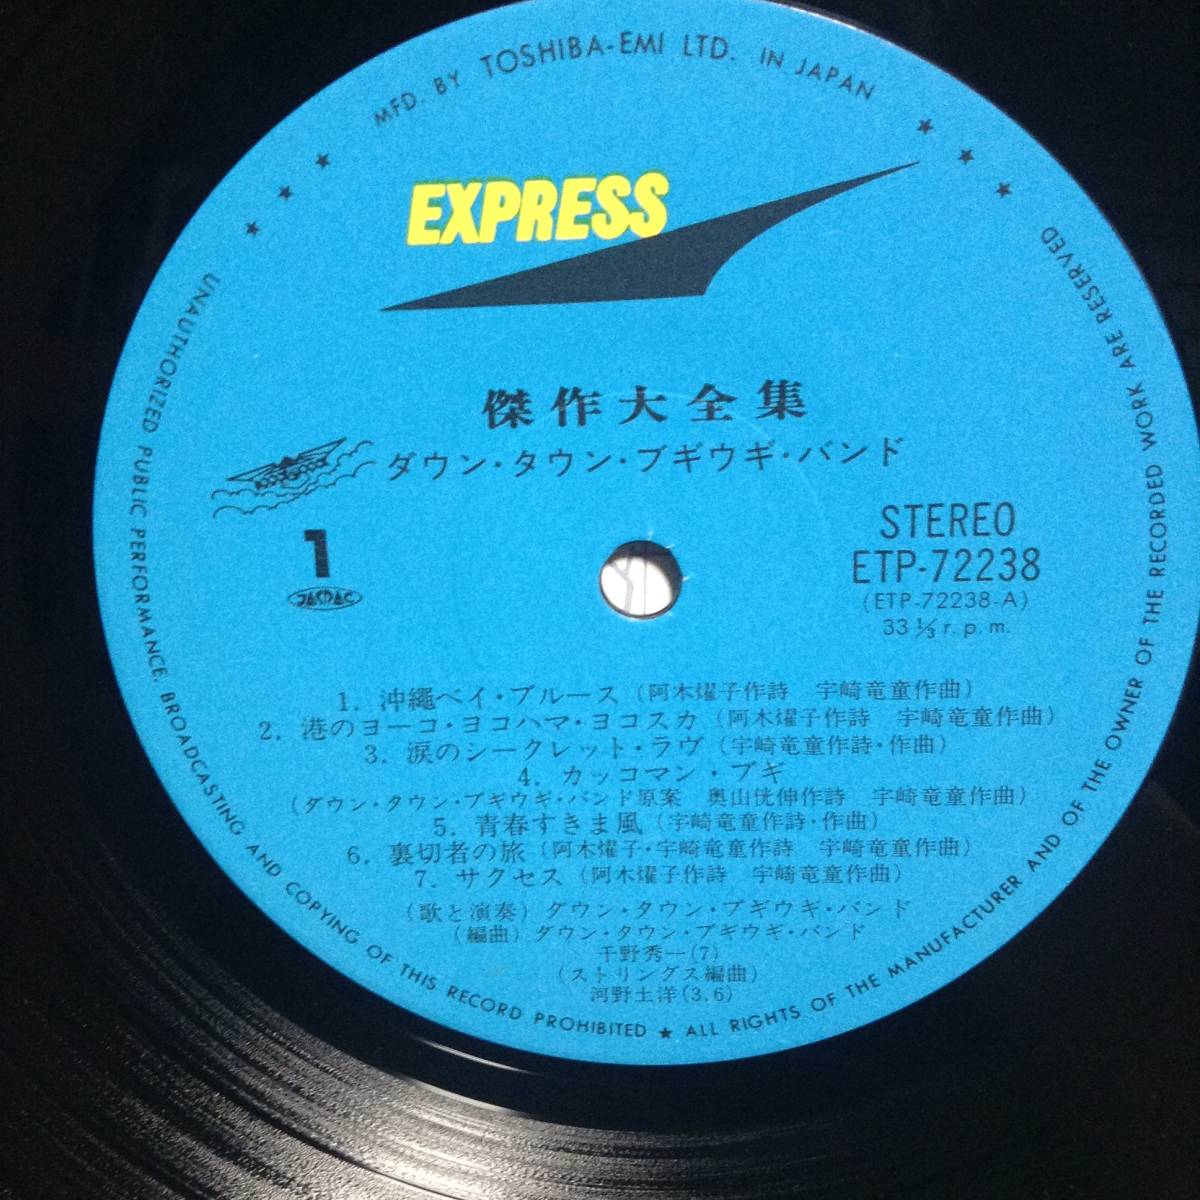 MFD. BY TOSHIBA-EMI LTD. IN JAPAN
EXPRESS
傑作大全集
ダウン・タウン・ブギウギ・バンド
1
JASRAC
STEREO
ETP-72238
(ETP-72238-A)
33 1/3 r.p.m.
1. 沖縄ベイ・ブルース (阿木燿子作詩 宇崎竜童作曲)
2. 港のヨーコ・ヨコハマ・ヨコスカ (阿木燿子作詩 宇崎竜童作曲)
3. 涙のシークレット・ラヴ (宇崎竜童作詩・作曲)
4. カッコマン・ブギ
(ダウン・タウン・ブギウギ・バンド原案 奥山侊伸作詩 宇崎竜童作曲)
5. 青春すきま風 (宇崎竜童作詩・作曲)
6. 裏切者の旅 (阿木燿子・宇崎竜童作詩 宇崎竜童作曲)
7. サクセス (阿木燿子作詩 宇崎竜童作曲)
(歌と演奏) ダウン・タウン・ブギウギ・バンド
(編曲) ダウン・タウン・ブギウギ・バンド
千野秀一(7)
(ストリングス編曲)
河野土洋(3,6)
UNAUTHORIZED PUBLIC PERFORMANCE, BROADCASTING AND COPYING OF THIS RECORD PROHIBITED ★ ALL RIGHTS OF THE MANUFACTURER AND OF THE OWNER OF THE RECORDED WORK ARE RESERVED